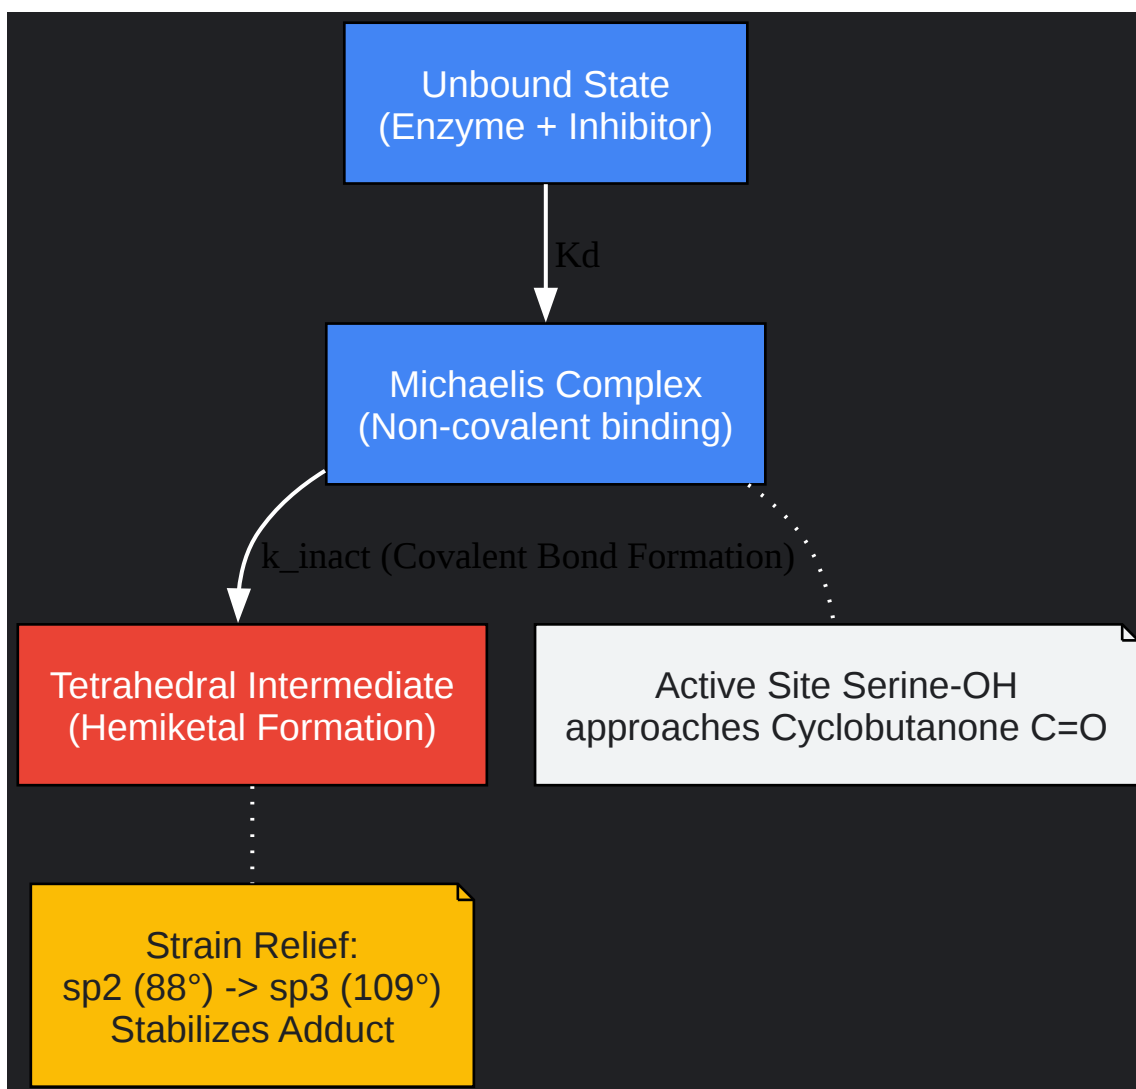 Unbound State
(Enzyme + Inhibitor)
Kd
Michaelis Complex
(Non-covalent binding)
k_inact (Covalent Bond Formation)
Tetrahedral Intermediate
(Hemiketal Formation)
Active Site Serine-OH
approaches Cyclobutanone C=O
Strain Relief:
sp2 (88°) -> sp3 (109°)
Stabilizes Adduct